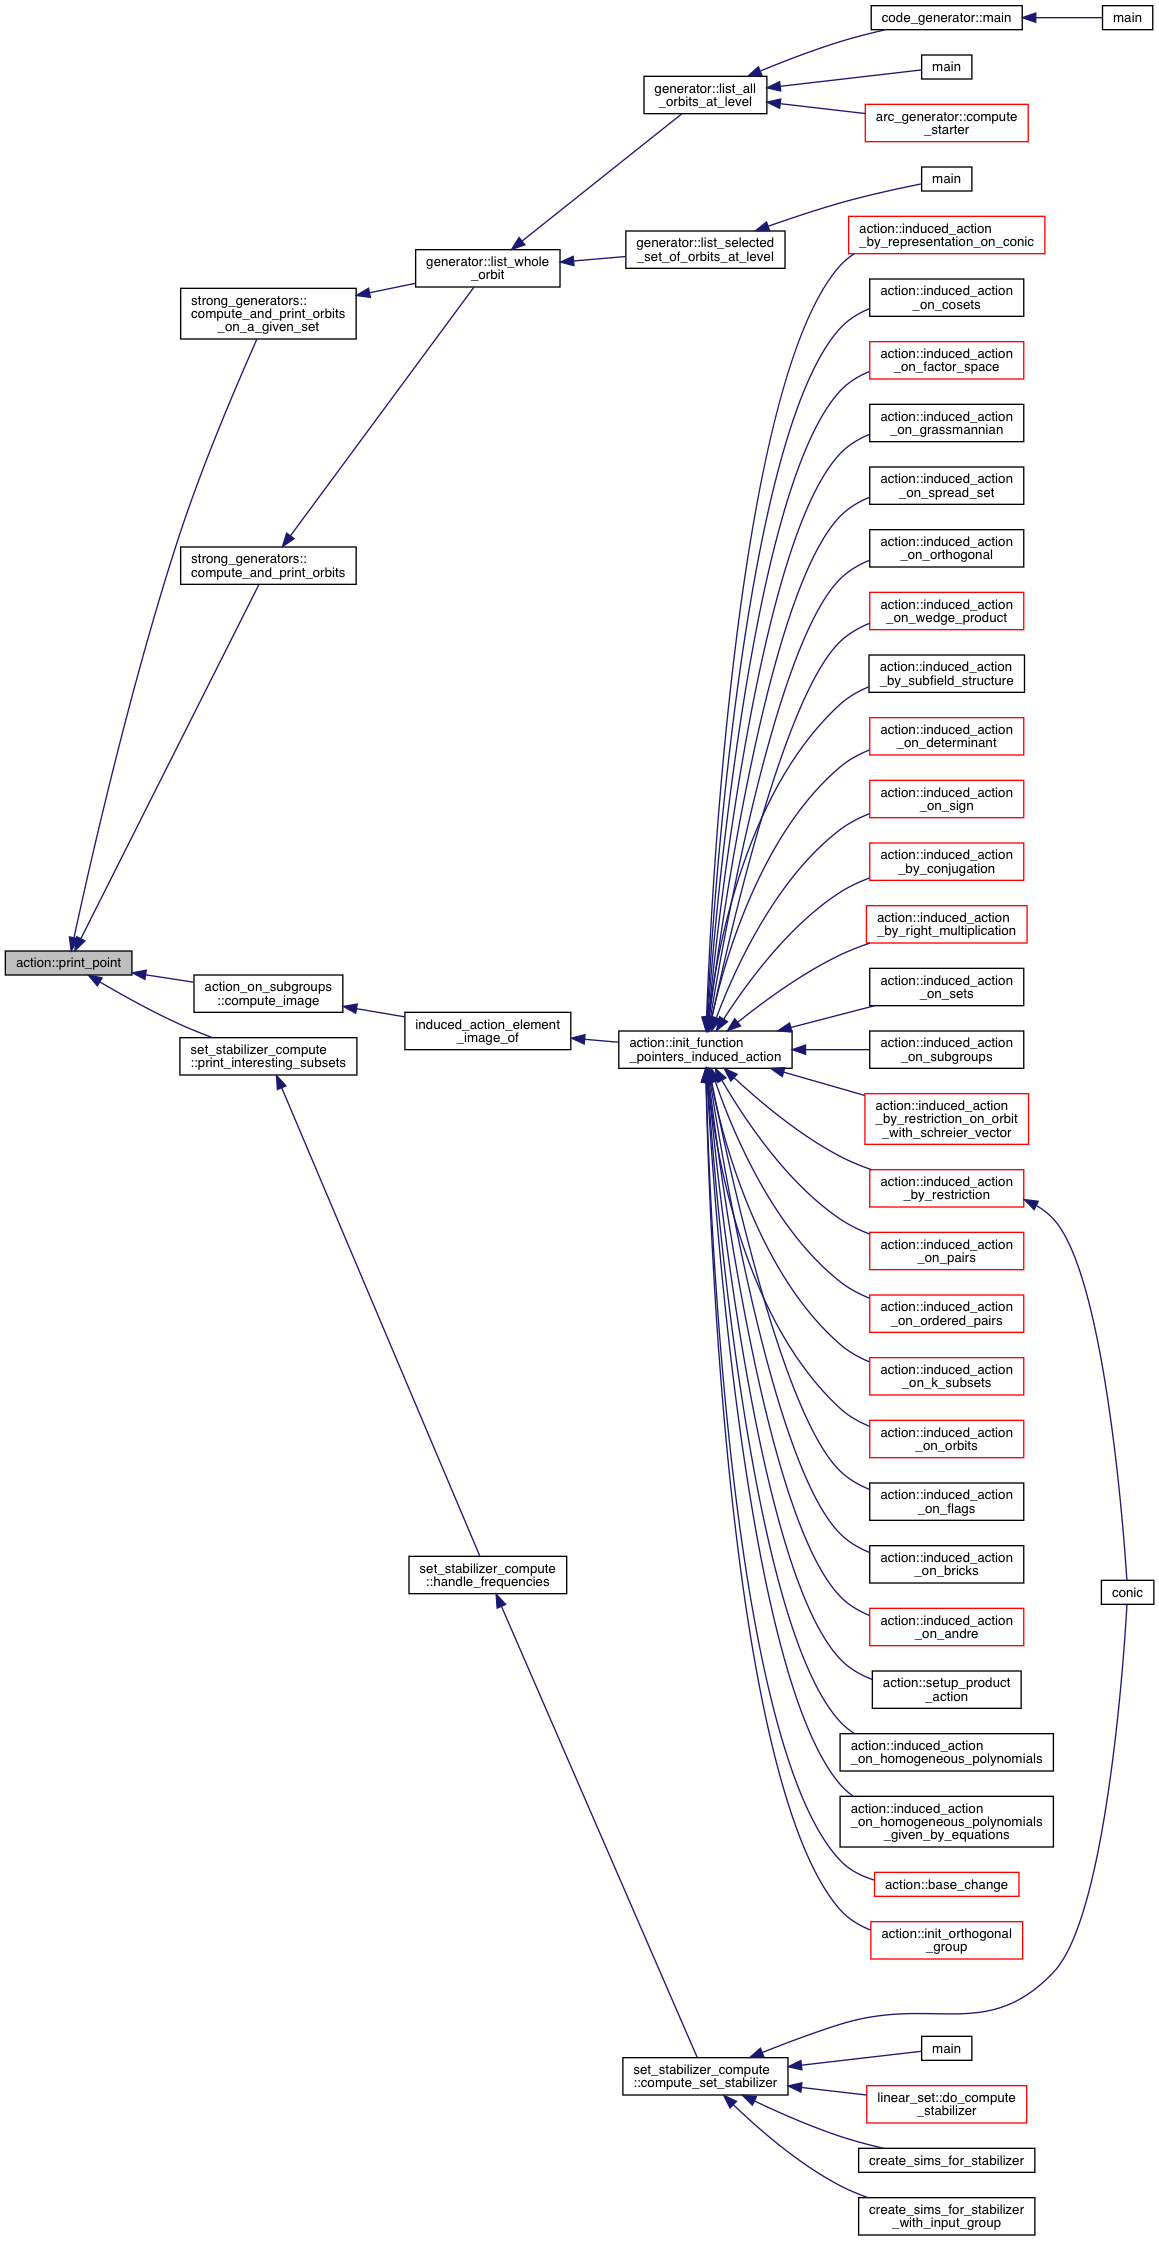 code_generator::main
main
main
generator::list_all
_orbits_at_level
arc_generator::compute
_starter
main
action::induced_action
_by_representation_on_conic
generator::list_selected
_set_of_orbits_at_level
generator::list_whole
_orbit
strong_generators::
compute_and_print_orbits
_on_a_given_set
action::induced_action
_on_cosets
action::induced_action
_on_factor_space
action::induced_action
_on_grassmannian
action::induced_action
_on_spread_set
action::induced_action
_on_orthogonal
strong_generators::
compute_and_print_orbits
action::induced_action
_on_wedge_product
action::induced_action
_by_subfield_structure
action::induced_action
_on_determinant
action::induced_action
_on_sign
action::induced_action
_by_conjugation
action::induced_action
_by_right_multiplication
action::print_point
action_on_subgroups
::compute_image
action::induced_action
_on_sets
induced_action_element
_image_of
set_stabilizer_compute
::print_interesting_subsets
action::init_function
_pointers_induced_action
action::induced_action
_on_subgroups
action::induced_action
_by_restriction_on_orbit
_with_schreier_vector
action::induced_action
_by_restriction
action::induced_action
_on_pairs
action::induced_action
_on_ordered_pairs
action::induced_action
_on_k_subsets
action::induced_action
_on_orbits
action::induced_action
_on_flags
action::induced_action
_on_bricks
set_stabilizer_compute
::handle_frequencies
conic
action::induced_action
_on_andre
action::setup_product
_action
action::induced_action
_on_homogeneous_polynomials
action::induced_action
_on_homogeneous_polynomials
_given_by_equations
action::base_change
action::init_orthogonal
_group
main
set_stabilizer_compute
::compute_set_stabilizer
linear_set::do_compute
_stabilizer
create_sims_for_stabilizer
create_sims_for_stabilizer
_with_input_group